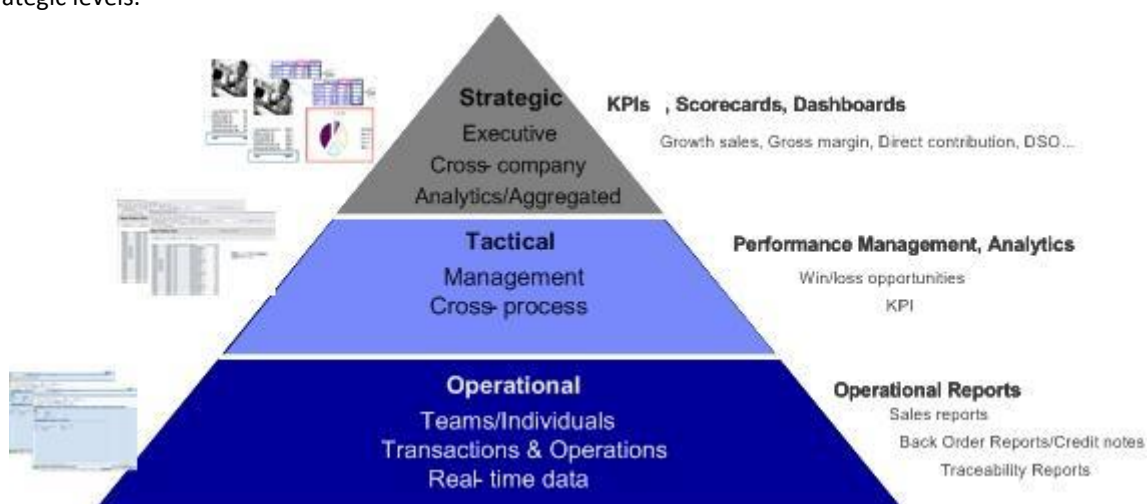 ategic levels.
Strategic
Executive
Cross- company
Analytics/Aggregated
KPIs , Scorecards, Dashboards
Growth sales, Gross margin, Direct contribution, DSO...
Tactical
Management
Cross- process
Performance Management, Analytics
Win/loss opportunities
KPI
Operational
Teams/Individuals
Transactions & Operations
Real- time data
Operational Reports
Sales reports
Back Order Reports/Credit notes
Traceability Reports